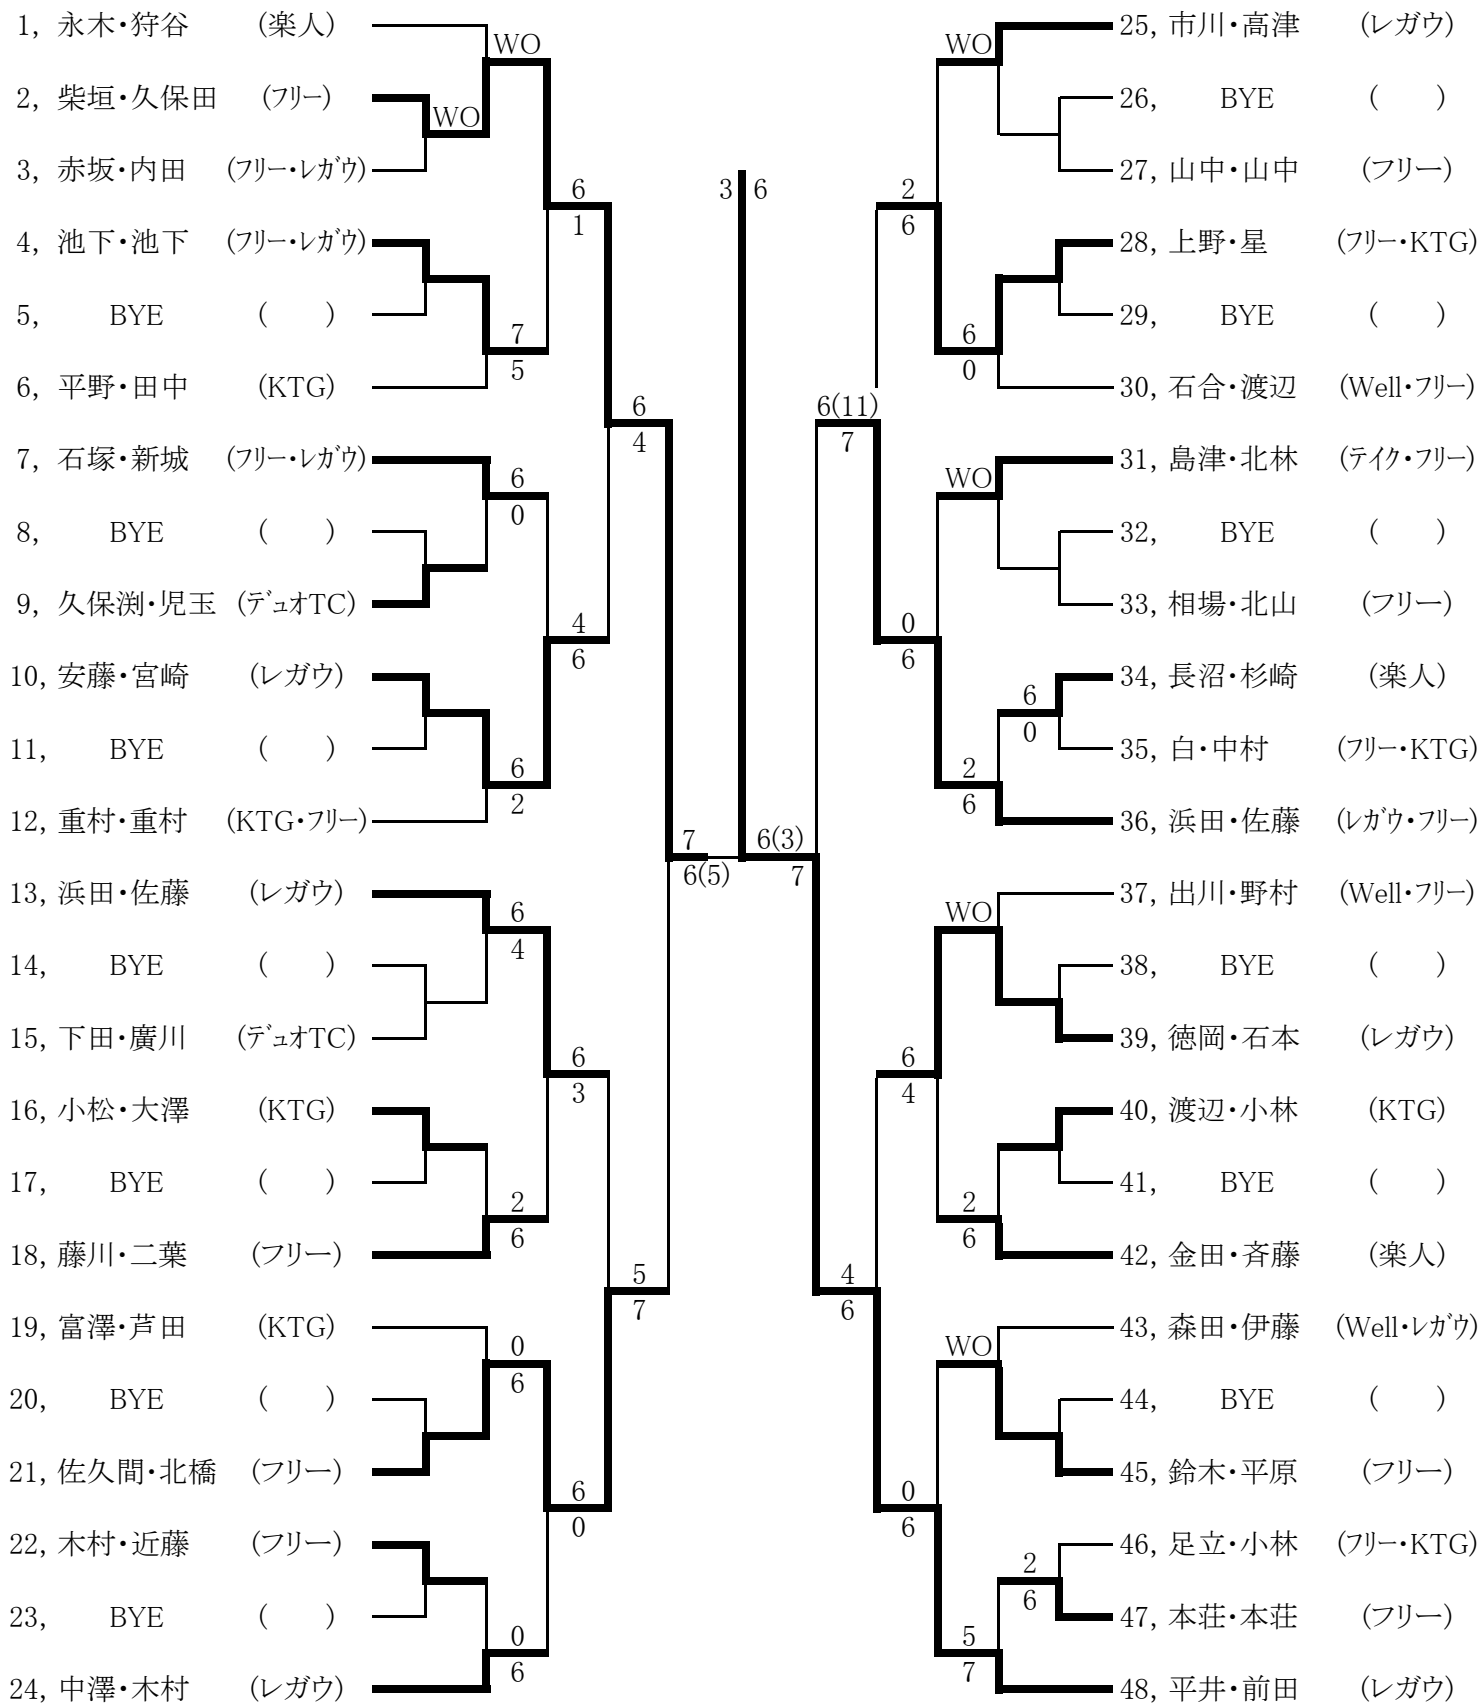 1, 永木・狩谷 (楽人)
WO
2, 柴垣・久保田 (フリー)
WO
3, 赤坂・内田 (フリー・レガウ)
6
1
4, 池下・池下 (フリー・レガウ)
5, BYE ( )
7
5
6, 平野・田中 (KTG)
6
4
7, 石塚・新城 (フリー・レガウ)
6
0
8, BYE ( )
9, 久保渕・児玉 (デュオTC)
4
6
10, 安藤・宮崎 (レガウ)
11, BYE ( )
6
2
12, 重村・重村 (KTG・フリー)
7
6(5)
13, 浜田・佐藤 (レガウ)
6
4
14, BYE ( )
15, 下田・廣川 (デュオTC)
6
3
16, 小松・大澤 (KTG)
17, BYE ( )
2
6
18, 藤川・二葉 (フリー)
5
7
19, 富澤・芦田 (KTG)
0
6
20, BYE ( )
21, 佐久間・北橋 (フリー)
6
0
22, 木村・近藤 (フリー)
23, BYE ( )
0
6
24, 中澤・木村 (レガウ)
3 6
25, 市川・高津 (レガウ)
WO
26, BYE ( )
27, 山中・山中 (フリー)
2
6
28, 上野・星 (フリー・KTG)
29, BYE ( )
6
0
30, 石合・渡辺 (Well・フリー)
6(11)
7
31, 島津・北林 (テイク・フリー)
WO
32, BYE ( )
33, 相場・北山 (フリー)
0
6
34, 長沼・杉崎 (楽人)
6
0
35, 白・中村 (フリー・KTG)
2
6
36, 浜田・佐藤 (レガウ・フリー)
6(3)
7
37, 出川・野村 (Well・フリー)
WO
38, BYE ( )
39, 徳岡・石本 (レガウ)
6
4
40, 渡辺・小林 (KTG)
41, BYE ( )
2
6
42, 金田・斉藤 (楽人)
4
6
43, 森田・伊藤 (Well・レガウ)
WO
44, BYE ( )
45, 鈴木・平原 (フリー)
0
6
46, 足立・小林 (フリー・KTG)
2
6
47, 本荘・本荘 (フリー)
5
7
48, 平井・前田 (レガウ)